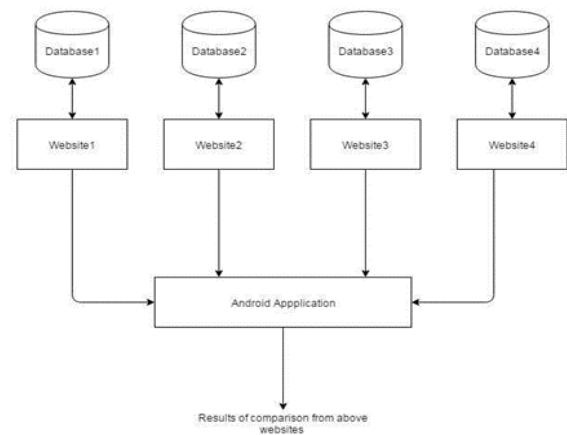 Database1
Database2
Database3
Database4
Website1
Website2
Website3
Website4
Android Appplication
Results of comparison from above
websites